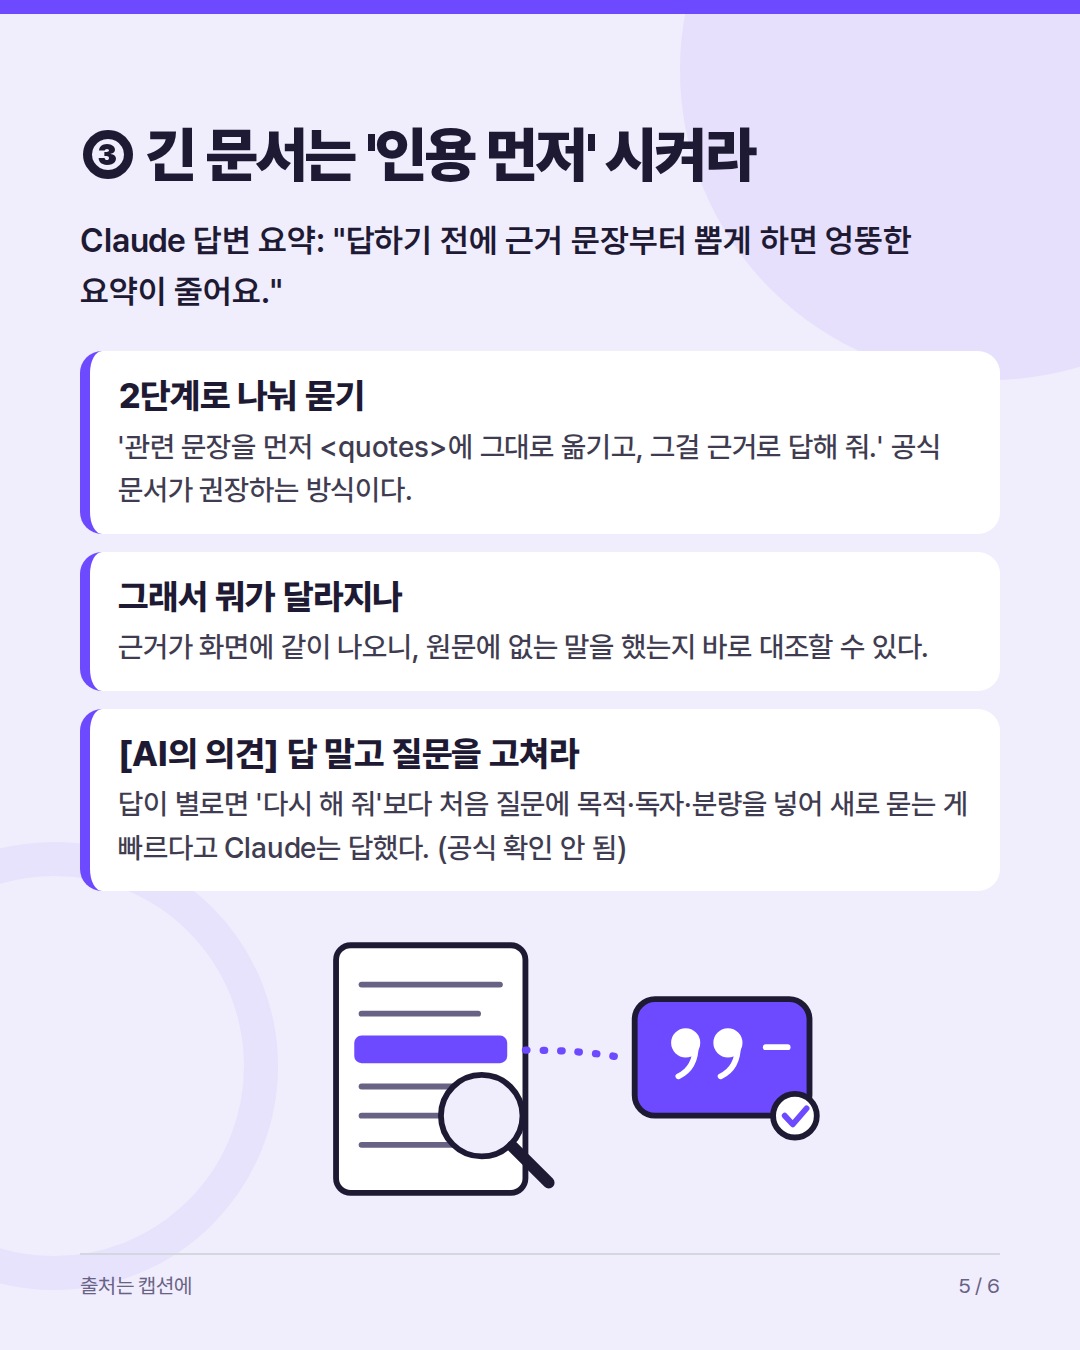 ❸ 긴 문서는 '인용 먼저' 시켜라
Claude 답변 요약: "답하기 전에 근거 문장부터 뽑게 하면 엉뚱한
요약이 줄어요."
2단계로 나눠 묻기
'관련 문장을 먼저 <quotes>에 그대로 옮기고, 그걸 근거로 답해 줘.' 공식
문서가 권장하는 방식이다.
그래서 뭐가 달라지나
근거가 화면에 같이 나오니, 원문에 없는 말을 했는지 바로 대조할 수 있다.
[AI의 의견] 답 말고 질문을 고쳐라
답이 별로면 '다시 해 줘'보다 처음 질문에 목적·독자·분량을 넣어 새로 묻는 게
빠르다고 Claude는 답했다. (공식 확인 안 됨)
출처는 캡션에
5 / 6